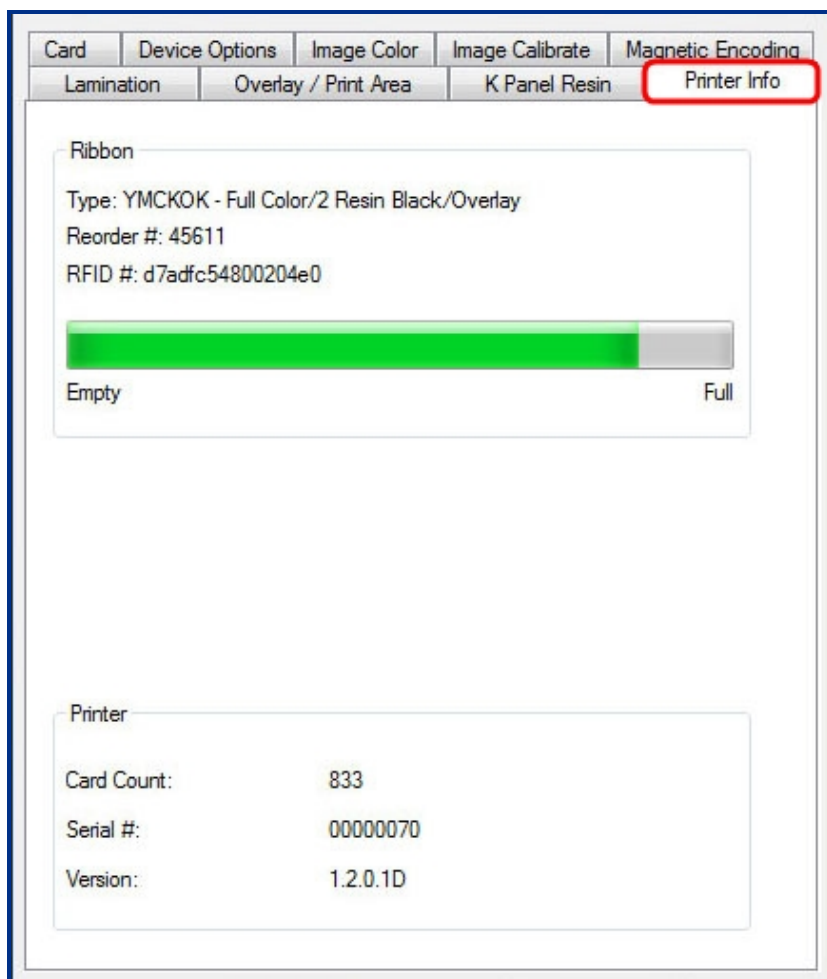 Card Device Options Image Color Image Calibrate Magnetic Encoding
Lamination Overlay / Print Area K Panel Resin Printer Info
Ribbon
Type: YMCKOK - Full Color/2 Resin Black/Overlay
Reorder #: 45611
RFID #: d7adfc54800204e0
Empty Full
Printer
Card Count: 833
Serial #: 00000070
Version: 1.2.0.1D